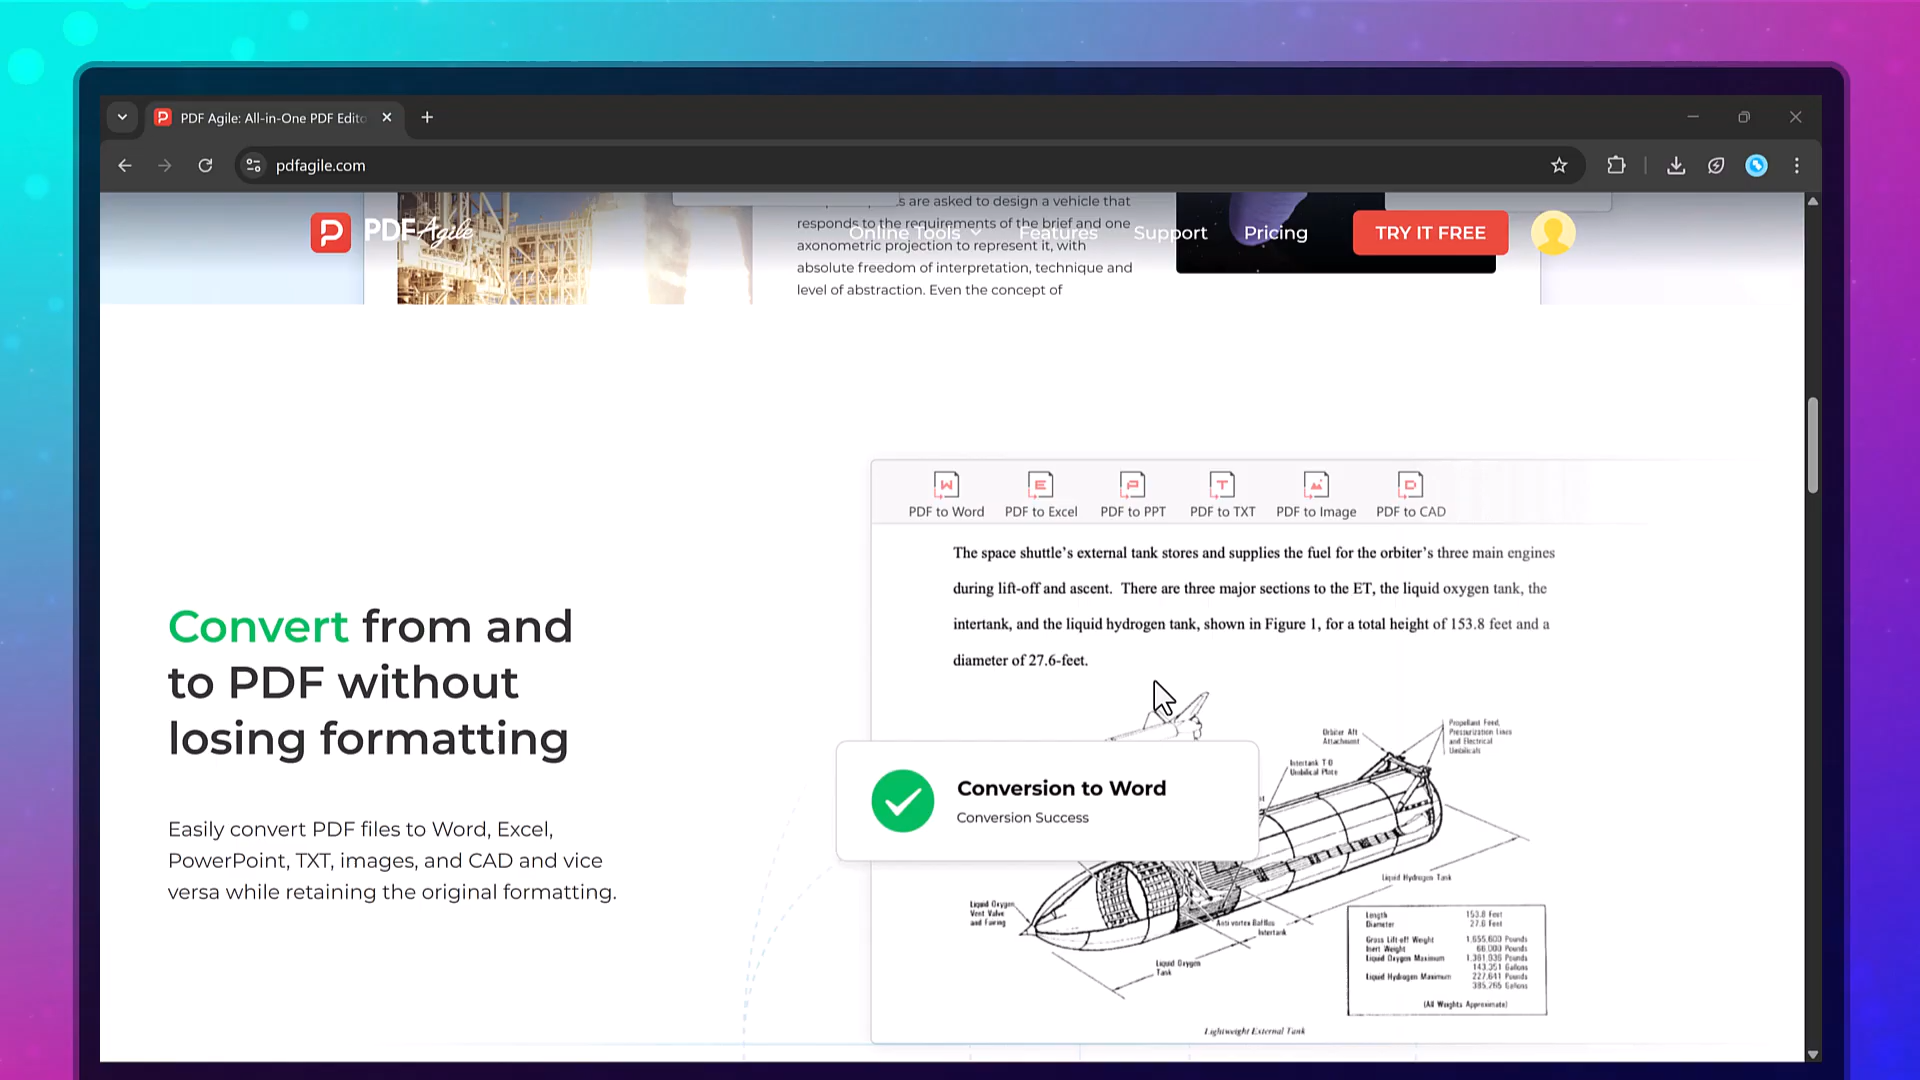 PDF Agile: All-in-One PDF Edito
pdfagile.com
are asked to design a vehicle that
responds to the requirements of the brief and one
axonometric projection to represent it, with
absolute freedom of interpretation, technique and
level of abstraction. Even the concept of
PDF Agile
Online Tools
Features
Support
Pricing
TRY IT FREE
PDF to Word
PDF to Excel
PDF to PPT
PDF to TXT
PDF to Image
PDF to CAD
The space shuttle's external tank stores and supplies the fuel for the orbiter's three main engines
during lift-off and ascent. There are three major sections to the ET, the liquid oxygen tank, the
intertank, and the liquid hydrogen tank, shown in Figure 1, for a total height of 153.8 feet and a
diameter of 27.6-feet.
Convert from and
to PDF without
losing formatting
Easily convert PDF files to Word, Excel,
PowerPoint, TXT, images, and CAD and vice
versa while retaining the original formatting.
Conversion to Word
Conversion Success
Orbiter Aft
Attachment
Propellant Feed,
Pressurization Lines
and Electrical
Umbilicals
Intertank T-0
Umbilical Plate
Liquid Hydrogen Tank
Liquid Oxygen
Vent Valve
and Fairing
Anti vortex Baffles
Intertank
Liquid Oxygen
Tank
Length 153.8 Feet
Diameter 27.6 Feet
Gross Lift-off Weight 1,655,600 Pounds
Inert Weight 66,000 Pounds
Liquid Oxygen Maximum 1,361,936 Pounds
143,351 Gallons
Liquid Hydrogen Maximum 227,641 Pounds
385,265 Gallons
(All Weights Approximate)
Lightweight External Tank